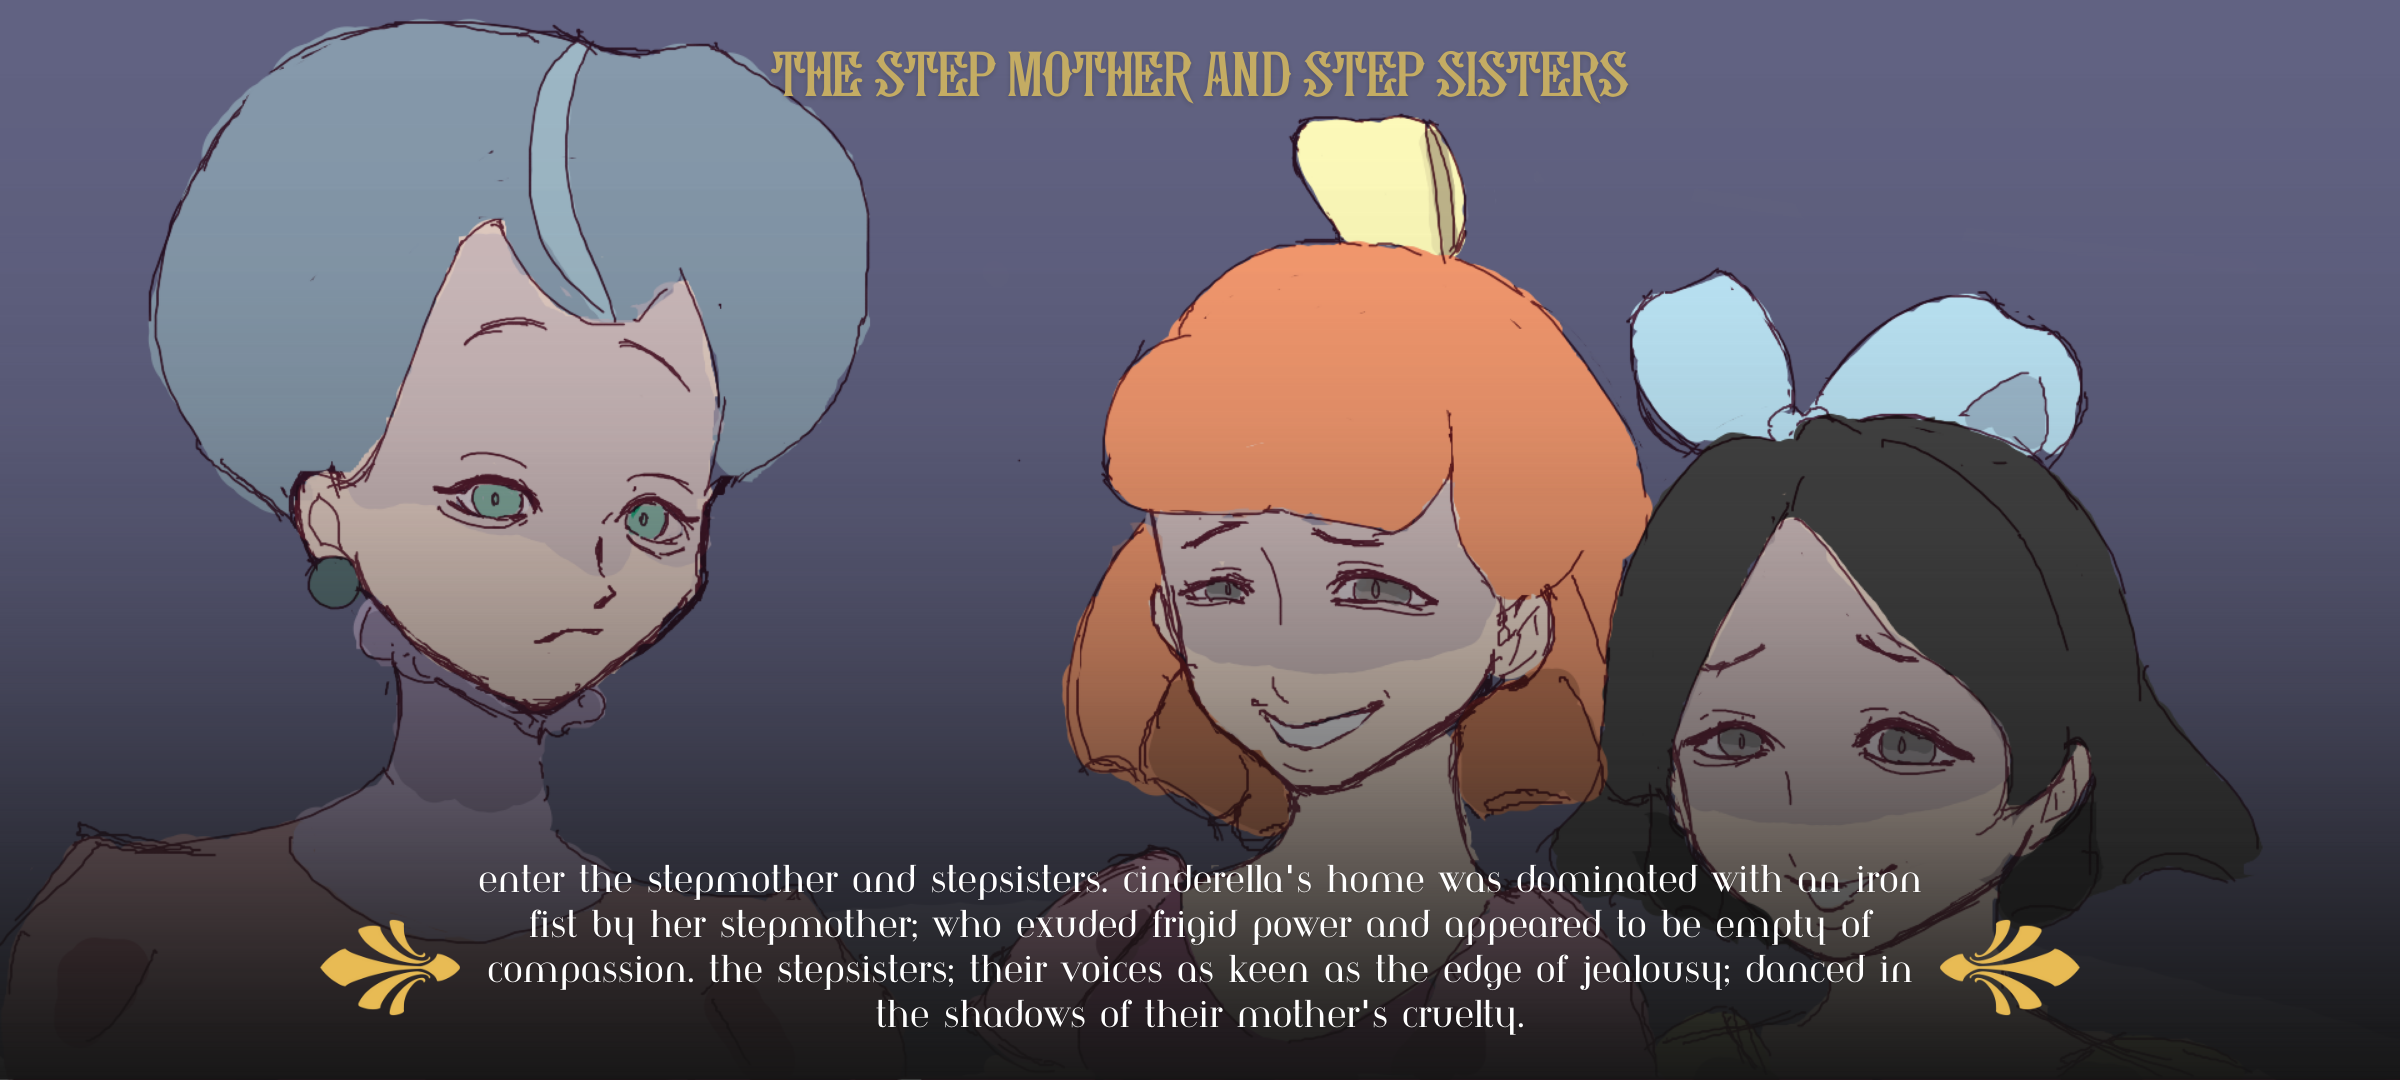 THE STEP MOTHER AND STEP SISTERS
enter the stepmother and stepsisters. cinderella's home was dominated with an iron
fist by her stepmother; who exuded frigid power and appeared to be empty of
compassion. the stepsisters; their voices as keen as the edge of jealousy; danced in
the shadows of their mother's cruelty.